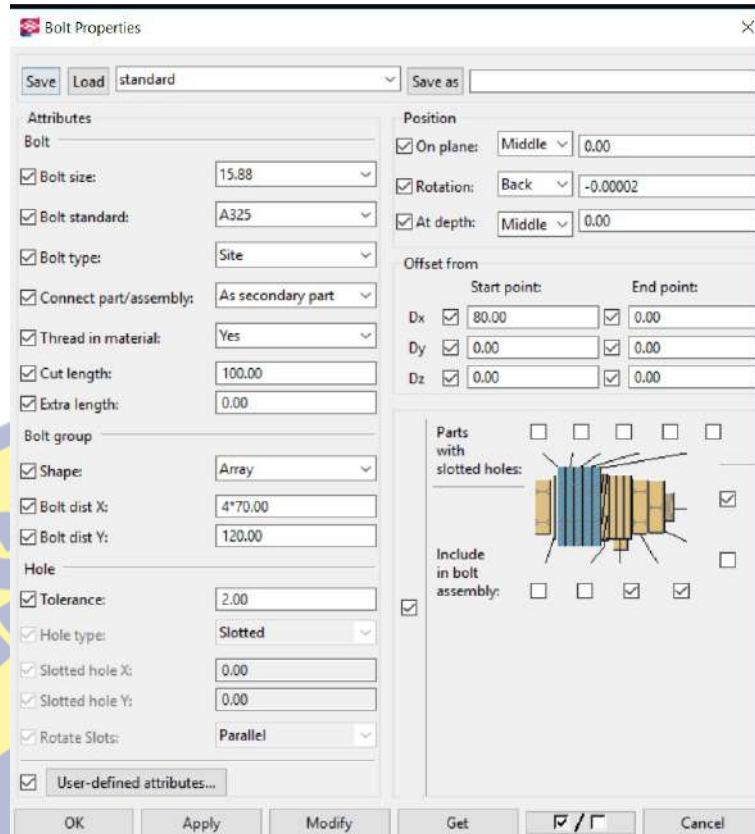 Bolt Properties
Save Load standard Save as
Attributes
Bolt
Bolt size: 15.88
Bolt standard: A325
Bolt type: Site
Connect part/assembly: As secondary part
Thread in material: Yes
Cut length: 100.00
Extra length: 0.00
Bolt group
Shape: Array
Bolt dist X: 4*70.00
Bolt dist Y: 120.00
Hole
Tolerance: 2.00
Hole type: Slotted
Slotted hole X: 0.00
Slotted hole Y: 0.00
Rotate Slots: Parallel
User-defined attributes...
Position
On plane: Middle 0.00
Rotation: Back -0.00002
At depth: Middle 0.00
Offset from
Start point: End point:
Dx 80.00 0.00
Dy 0.00 0.00
Dz 0.00 0.00
Parts
with
slotted holes:
Include
in bolt
assembly:
OK Apply Modify Get / Cancel